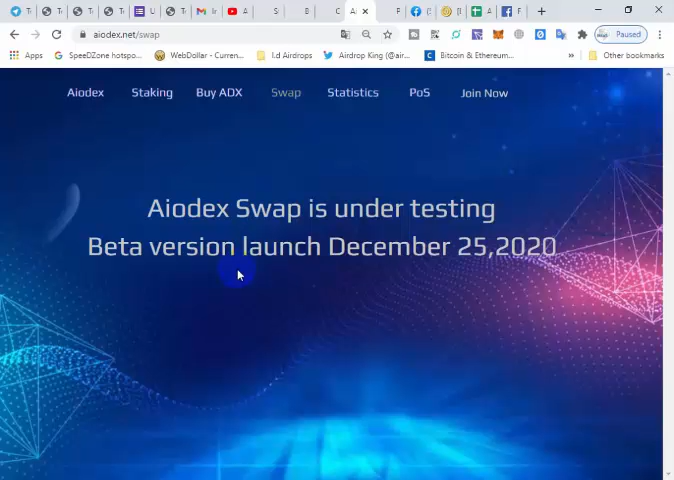 aiodex.net/swap
Paused
Apps
SpeeDZone hotspo...
WebDollar - Curren...
I.d Airdrops
Airdrop King (@air...
Bitcoin & Ethereum...
Other bookmarks
Aiodex
Staking
Buy ADX
Swap
Statistics
PoS
Join Now
Aiodex Swap is under testing
Beta version launch December 25,2020